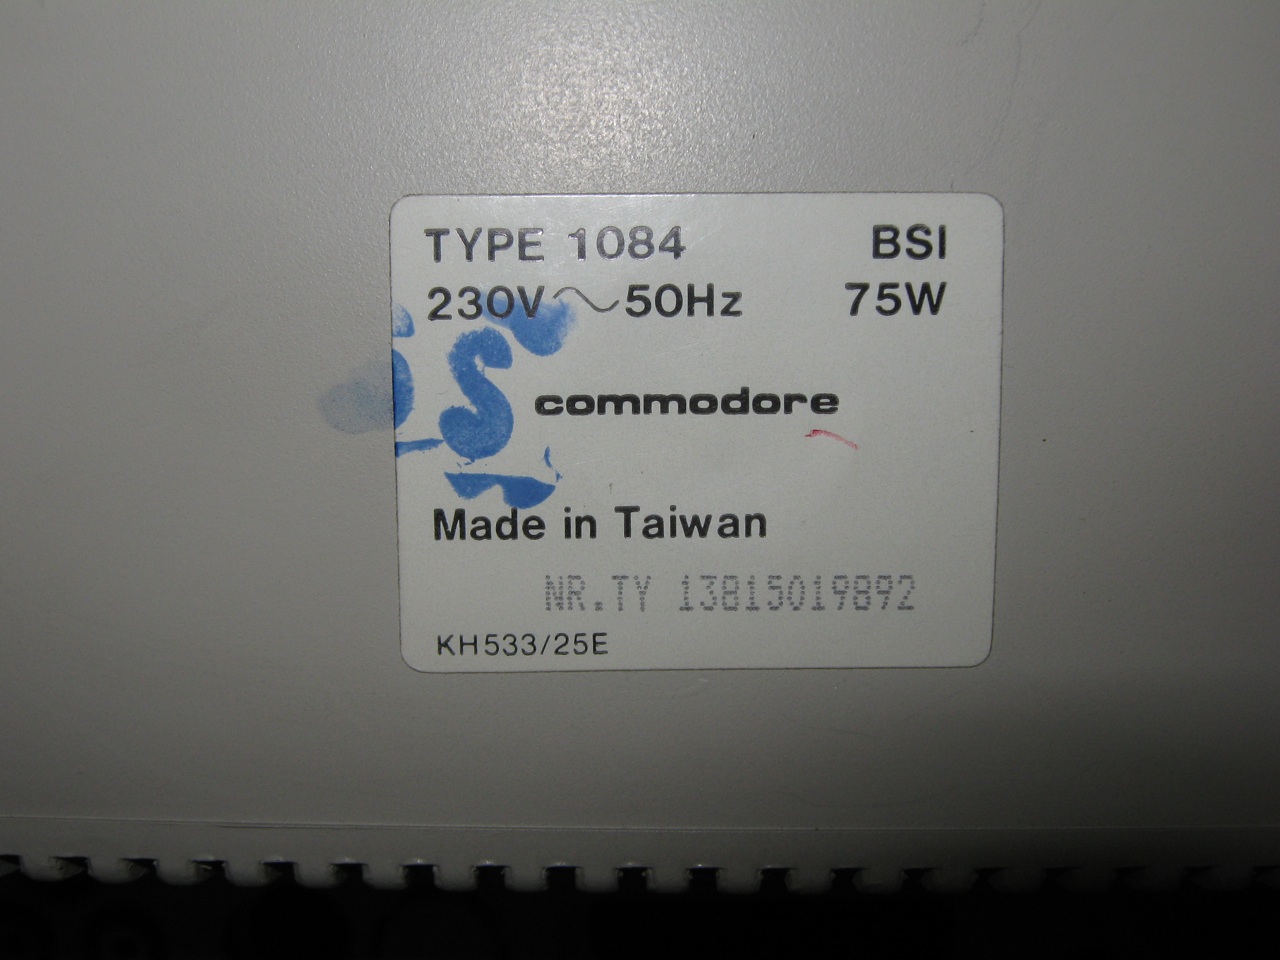 TYPE 1084 BSI
230V ~ 50Hz 75W
commodore
Made in Taiwan
NR.TY 13815019892
KH533/25E